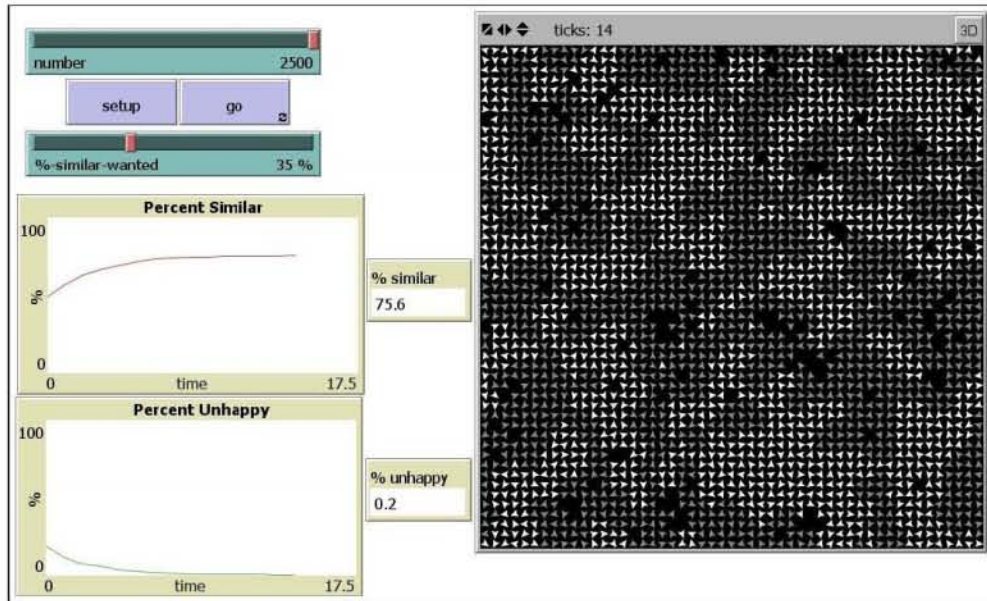 number 2500
setup
go
%-similar-wanted 35 %
Percent Similar
100
%
0
0 time 17.5
% similar
75.6
Percent Unhappy
100
%
0
0 time 17.5
% unhappy
0.2
ticks: 14
3D